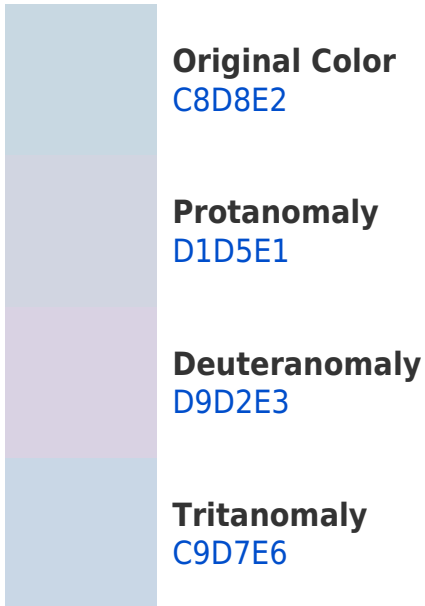 Original Color
C8D8E2
Protanomaly
D1D5E1
Deuteranomaly
D9D2E3
Tritanomaly
C9D7E6